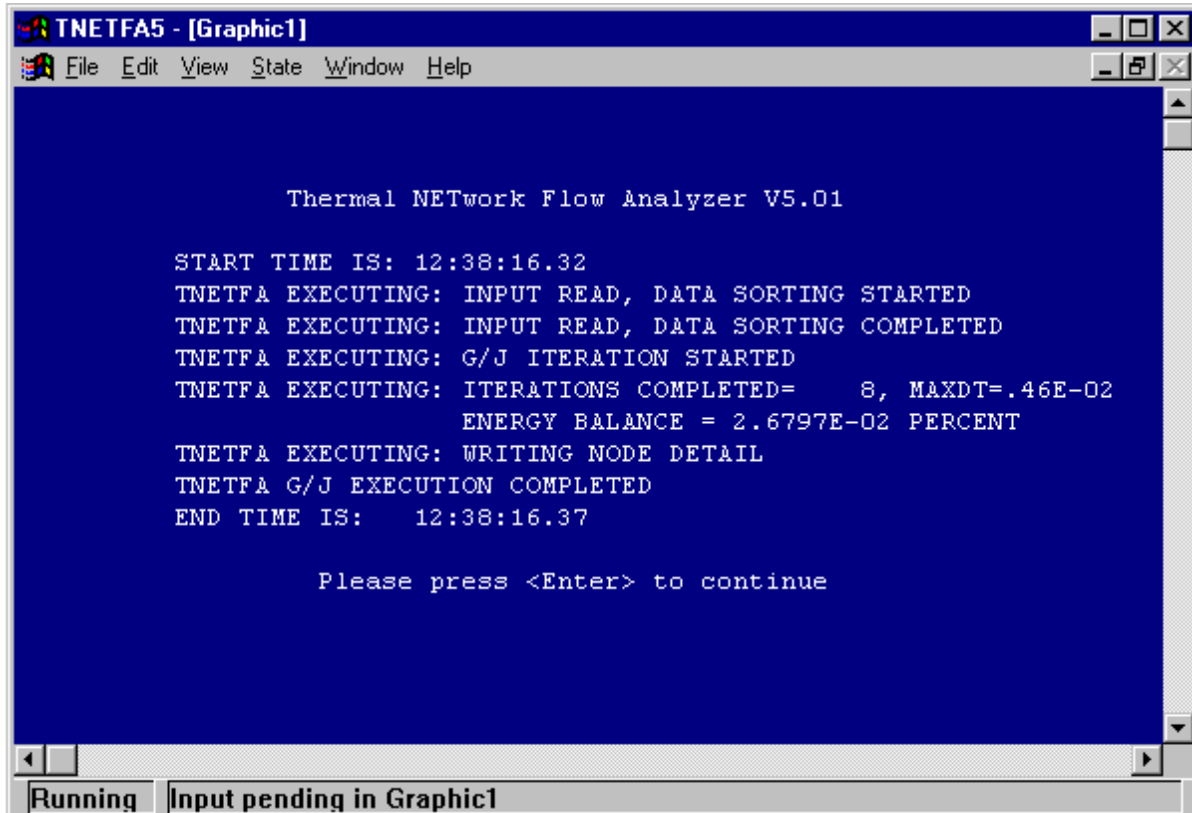 TNETFA5 - [Graphic1]
File Edit View State Window Help
Thermal NETwork Flow Analyzer V5.01
START TIME IS: 12:38:16.32
TNETFA EXECUTING: INPUT READ, DATA SORTING STARTED
TNETFA EXECUTING: INPUT READ, DATA SORTING COMPLETED
TNETFA EXECUTING: G/J ITERATION STARTED
TNETFA EXECUTING: ITERATIONS COMPLETED= 8, MAXDT=.46E-02
ENERGY BALANCE = 2.6797E-02 PERCENT
TNETFA EXECUTING: WRITING NODE DETAIL
TNETFA G/J EXECUTION COMPLETED
END TIME IS: 12:38:16.37
Please press <Enter> to continue
Running Input pending in Graphic1